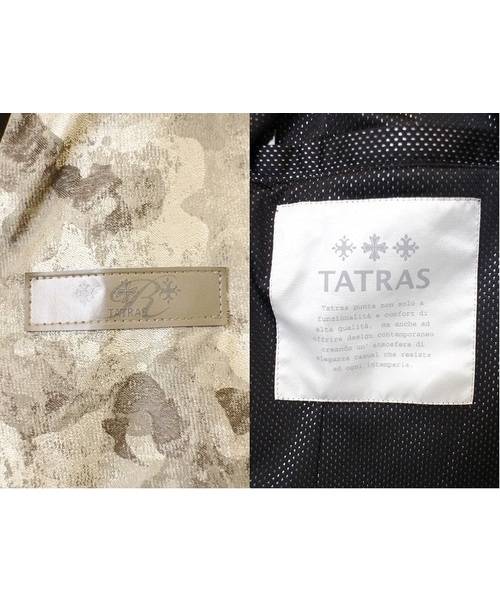 B
TATRAS
TATRAS
Tatras punta non solo a
funzionalità e comfort di
alta qualità. ma anche ad
offrire design contemporaneo
creando un' atmosfera di
eleganza casual che resiste
ad ogni intemperia.